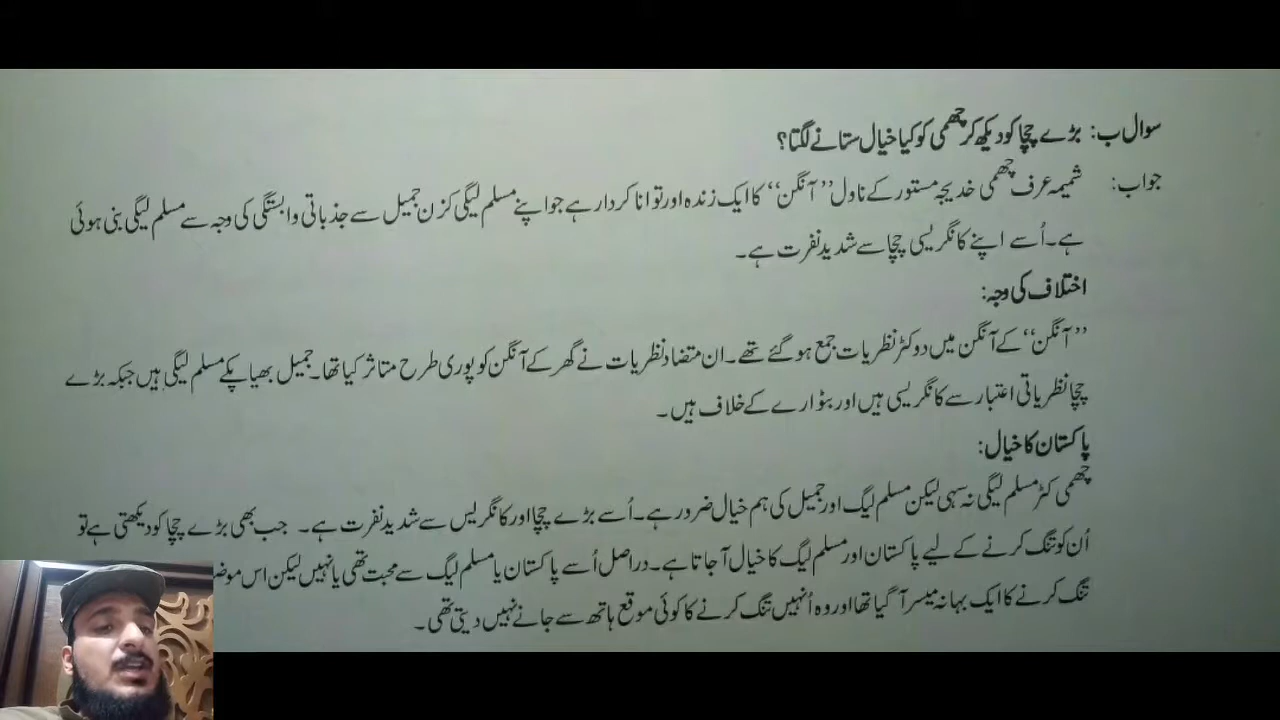 سوال ب: بڑے چچا کو دیکھ کر چھمی کو کیا خیال ستانے لگتا؟
جواب: شمیمہ عرف چھمی خدیجہ مستور کے ناول ’’آنگن‘‘ کا ایک زندہ اور توانا کردار ہے جو اپنے مسلم لیگی کزن جمیل سے جذباتی وابستگی کی وجہ سے مسلم لیگی بنی ہوئی
ہے۔ اُسے اپنے کانگریسی چچا سے شدید نفرت ہے۔
اختلاف کی وجہ:
’’آنگن‘‘ کے آنگن میں دو کٹر نظریات جمع ہو گئے تھے۔ ان متضاد نظریات نے گھر کے آنگن کو پوری طرح متاثر کیا تھا۔ جمیل بھیا پکے مسلم لیگی ہیں جبکہ بڑے
چچا نظریاتی اعتبار سے کانگریسی ہیں اور بٹوارے کے خلاف ہیں۔
پاکستان کا خیال:
چھمی کٹر مسلم لیگی نہ سہی لیکن مسلم لیگ اور جمیل کی ہم خیال ضرور ہے۔ اُسے بڑے چچا اور کانگریس سے شدید نفرت ہے۔ جب بھی بڑے چچا کو دیکھتی ہے تو
اُن کو تنگ کرنے کے لیے پاکستان اور مسلم لیگ کا خیال آ جاتا ہے۔ دراصل اُسے پاکستان یا مسلم لیگ سے محبت تھی یا نہیں لیکن اس
تنگ کرنے کا ایک بہانہ میسر آ گیا تھا اور وہ اُنہیں تنگ کرنے کا کوئی موقع ہاتھ سے جانے نہیں دیتی تھی۔